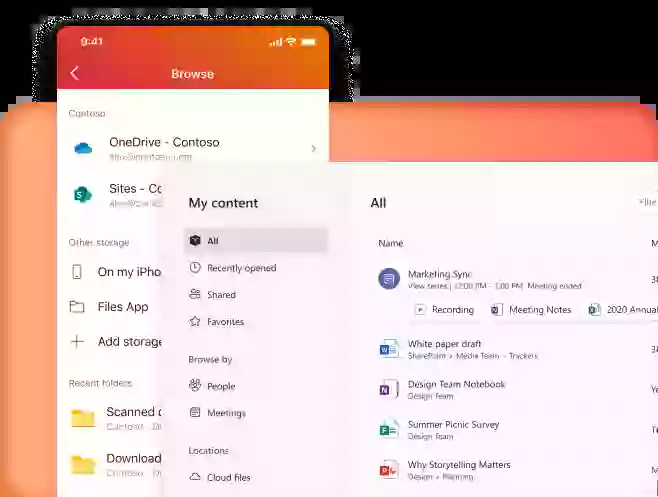 9:41
Browse
Contoso
OneDrive - Contoso
Sites - Co
Other storage
On my iPho
Files App
Add storage
Recent folders
Scanned
Contoso
Download
Contoso
My content
All
Recently opened
Shared
Favorites
Browse by
People
Meetings
Locations
Cloud files
All
Filte
Name
M
Marketing Sync
View series | 12:00 PM - 1:00 PM Meeting ended
Recording
Meeting Notes
2020 Annual
White paper draft
SharePoint > Media Team > Trackers
Design Team Notebook
Design Team
Ye
Summer Picnic Survey
Design Team
Why Storytelling Matters
Design > Planning